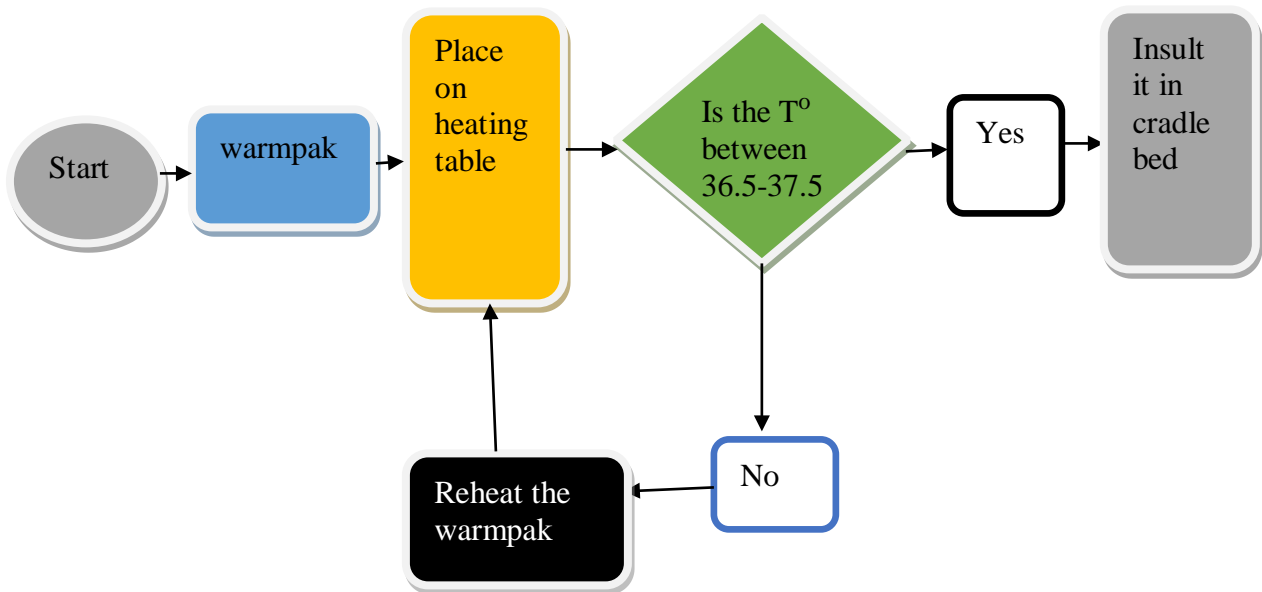 Start
warmpak
Place
on
heating
table
Is the Tº
between
36.5-37.5
Yes
Insult
it in
cradle
bed
No
Reheat the
warmpak